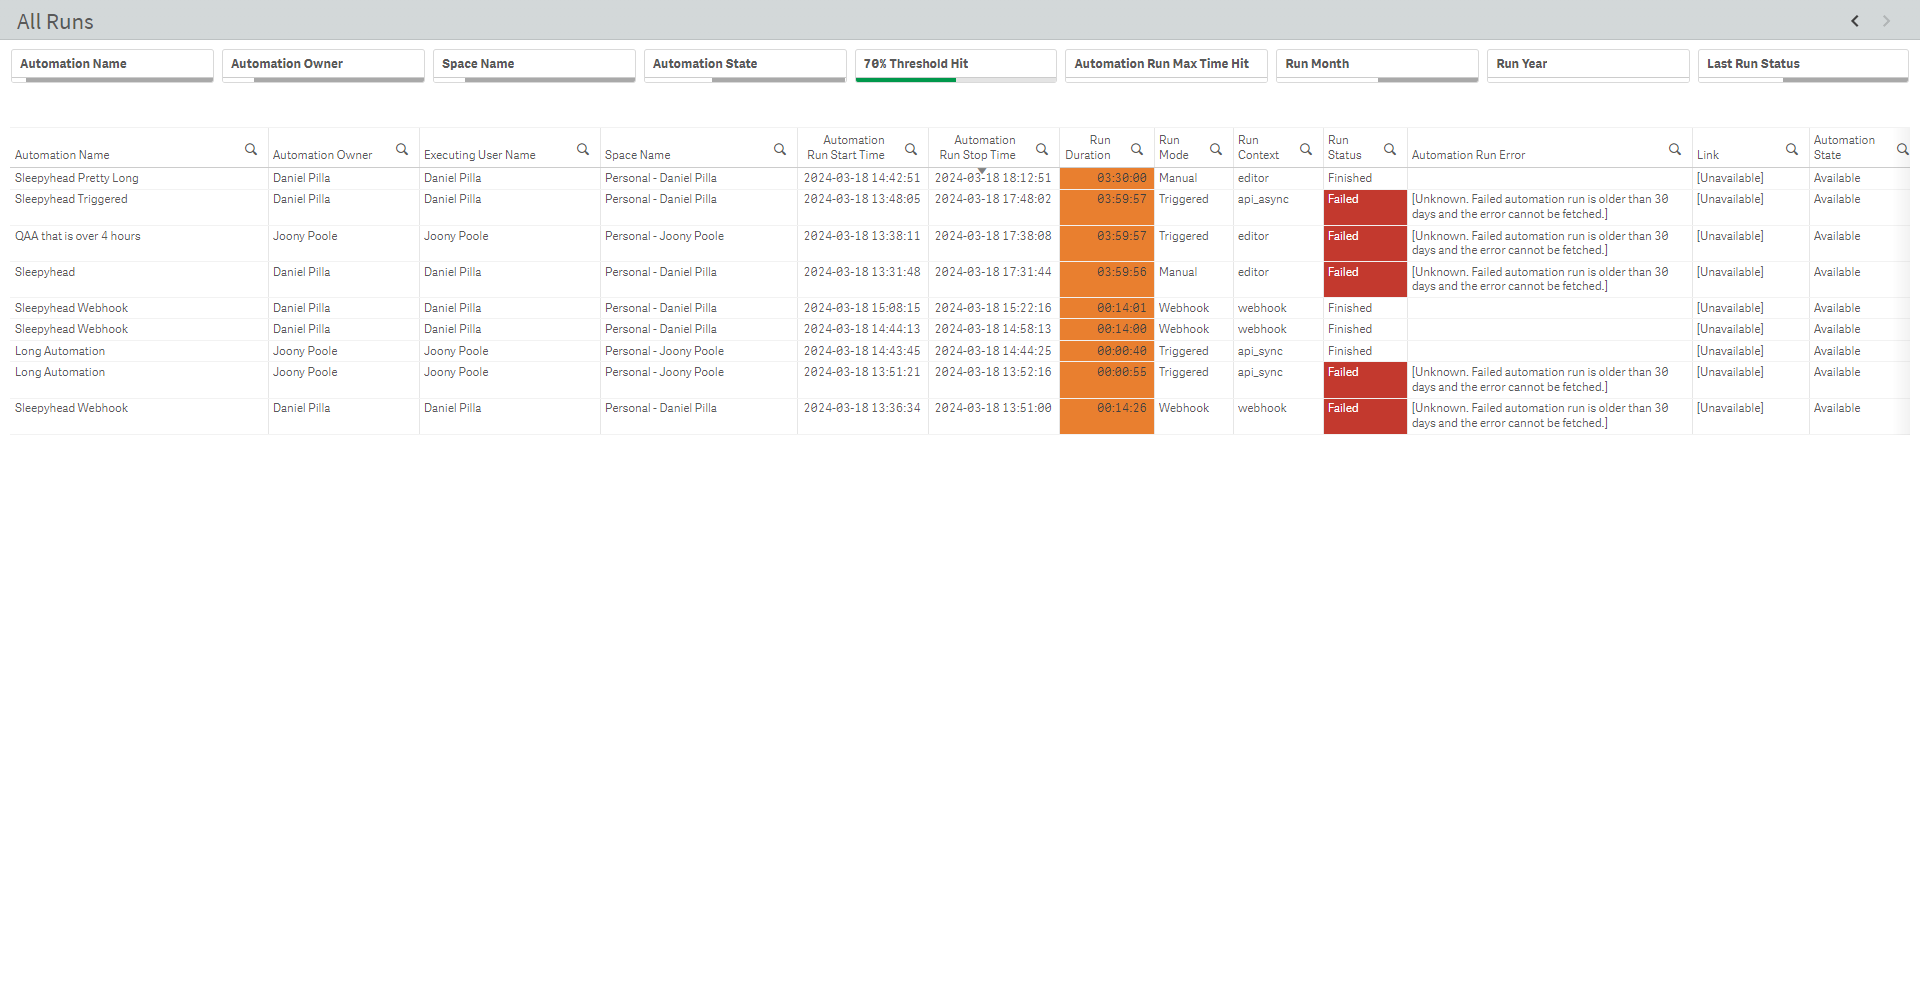 All Runs
Automation Name Automation Owner Space Name Automation State 70% Threshold Hit Automation Run Max Time Hit Run Month Run Year Last Run Status
Automation Name Automation Owner Executing User Name Space Name Automation Run Start Time Automation Run Stop Time Run Duration Run Mode Run Context Run Status Automation Run Error Link Automation State
Sleepyhead Pretty Long Daniel Pilla Daniel Pilla Personal - Daniel Pilla 2024-03-18 14:42:51 2024-03-18 18:12:51 03:30:00 Manual editor Finished [Unavailable] Available
Sleepyhead Triggered Daniel Pilla Daniel Pilla Personal - Daniel Pilla 2024-03-18 13:48:05 2024-03-18 17:48:02 03:59:57 Triggered api_async Failed [Unknown. Failed automation run is older than 30 [Unavailable] Available
days and the error cannot be fetched.]
QAA that is over 4 hours Joony Poole Joony Poole Personal - Joony Poole 2024-03-18 13:38:11 2024-03-18 17:38:08 03:59:57 Triggered editor Failed [Unknown. Failed automation run is older than 30 [Unavailable] Available
days and the error cannot be fetched.]
Sleepyhead Daniel Pilla Daniel Pilla Personal - Daniel Pilla 2024-03-18 13:31:48 2024-03-18 17:31:44 03:59:56 Manual editor Failed [Unknown. Failed automation run is older than 30 [Unavailable] Available
days and the error cannot be fetched.]
Sleepyhead Webhook Daniel Pilla Daniel Pilla Personal - Daniel Pilla 2024-03-18 15:08:15 2024-03-18 15:22:16 00:14:01 Webhook webhook Finished [Unavailable] Available
Sleepyhead Webhook Daniel Pilla Daniel Pilla Personal - Daniel Pilla 2024-03-18 14:44:13 2024-03-18 14:58:13 00:14:00 Webhook webhook Finished [Unavailable] Available
Long Automation Joony Poole Joony Poole Personal - Joony Poole 2024-03-18 14:43:45 2024-03-18 14:44:25 00:00:40 Triggered api_sync Finished [Unavailable] Available
Long Automation Joony Poole Joony Poole Personal - Joony Poole 2024-03-18 13:51:21 2024-03-18 13:52:16 00:00:55 Triggered api_sync Failed [Unknown. Failed automation run is older than 30 [Unavailable] Available
days and the error cannot be fetched.]
Sleepyhead Webhook Daniel Pilla Daniel Pilla Personal - Daniel Pilla 2024-03-18 13:36:34 2024-03-18 13:51:00 00:14:26 Webhook webhook Failed [Unknown. Failed automation run is older than 30 [Unavailable] Available
days and the error cannot be fetched.]